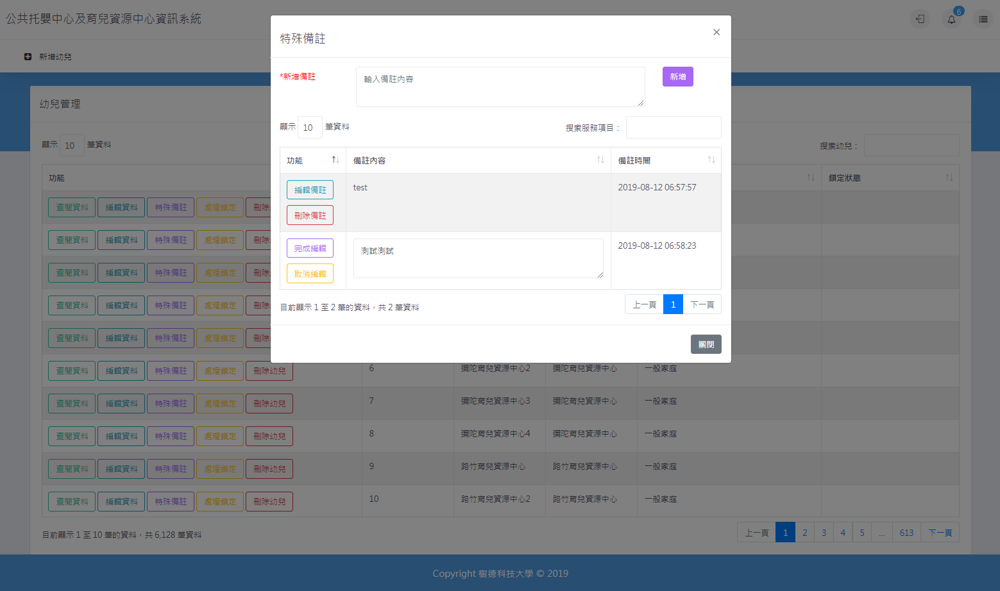 公共托嬰中心及育兒資源中心資訊系統
6
新增幼兒
幼兒管理
顯示 10 筆資料
搜索幼兒：
功能 鎖定狀態
查閱資料 編輯資料 特殊備註 處理鎖定 刪除
查閱資料 編輯資料 特殊備註 處理鎖定 刪除
查閱資料 編輯資料 特殊備註 處理鎖定 刪除
查閱資料 編輯資料 特殊備註 處理鎖定 刪除
查閱資料 編輯資料 特殊備註 處理鎖定 刪除
查閱資料 編輯資料 特殊備註 處理鎖定 刪除幼兒 6 彌陀育兒資源中心2 彌陀育兒資源中心 一般家庭
查閱資料 編輯資料 特殊備註 處理鎖定 刪除幼兒 7 彌陀育兒資源中心3 彌陀育兒資源中心 一般家庭
查閱資料 編輯資料 特殊備註 處理鎖定 刪除幼兒 8 彌陀育兒資源中心4 彌陀育兒資源中心 一般家庭
查閱資料 編輯資料 特殊備註 處理鎖定 刪除幼兒 9 路竹育兒資源中心 路竹育兒資源中心 一般家庭
查閱資料 編輯資料 特殊備註 處理鎖定 刪除幼兒 10 路竹育兒資源中心2 路竹育兒資源中心 一般家庭
目前顯示 1 至 10 筆的資料，共 6,128 筆資料
上一頁 1 2 3 4 5 ... 613 下一頁
Copyright 樹德科技大學 © 2019
特殊備註
×
*新增備註
輸入備註內容
新增
顯示 10 筆資料
搜索服務項目：
功能 備註內容 備註時間
編輯備註 test 2019-08-12 06:57:57
刪除備註
完成編輯 測試測試 2019-08-12 06:58:23
取消編輯
目前顯示 1 至 2 筆的資料，共 2 筆資料
上一頁 1 下一頁
關閉